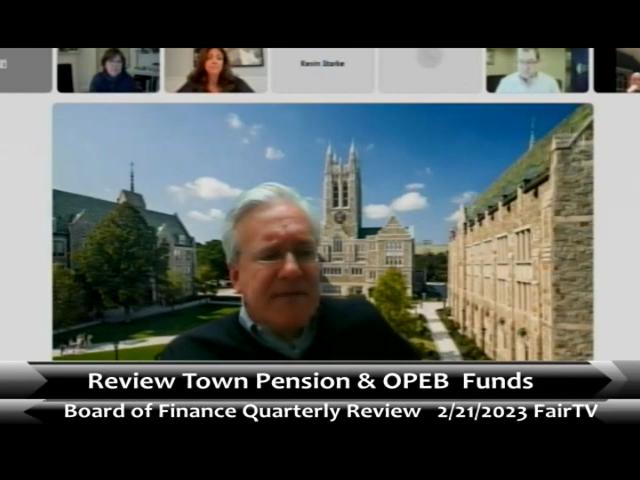 Kevin Starke
Review Town Pension & OPEB Funds
Board of Finance Quarterly Review 2/21/2023 FairTV